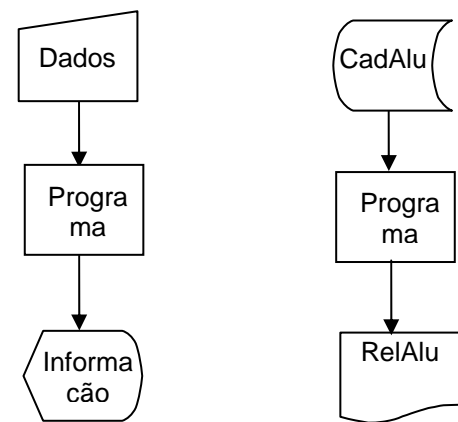 Dados
Progra
ma
Informa
cão
CadAlu
Progra
ma
RelAlu